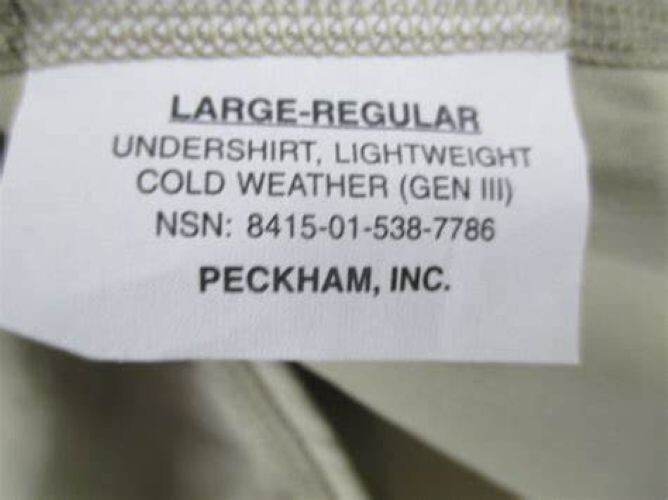 LARGE-REGULAR
UNDERSHIRT, LIGHTWEIGHT
COLD WEATHER (GEN III)
NSN: 8415-01-538-7786
PECKHAM, INC.